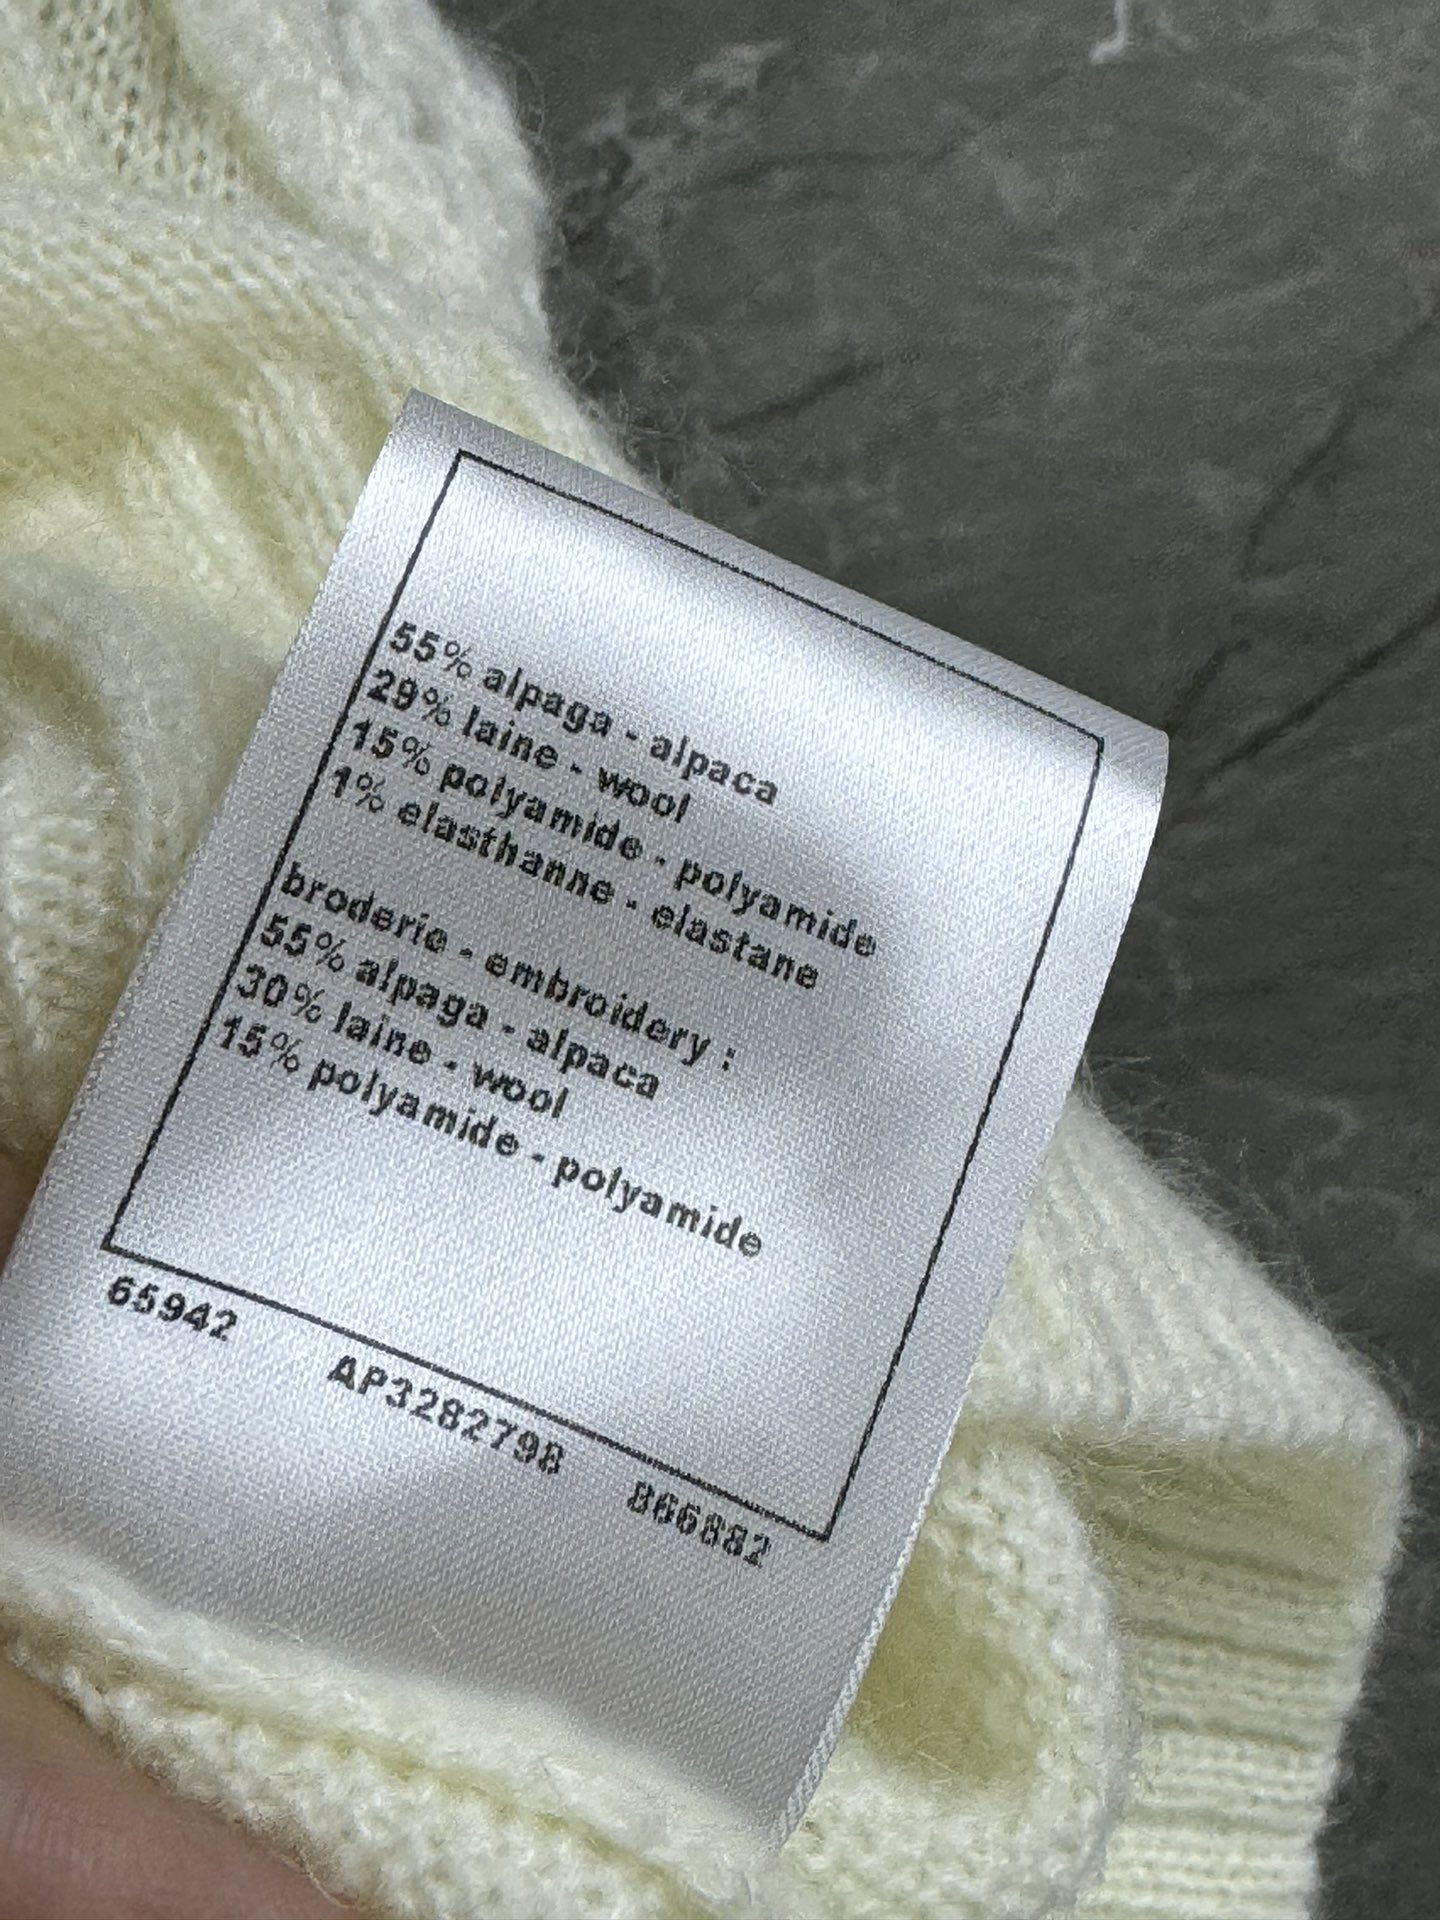 55% alpaga - alpaca
29% laine - wool
15% polyamide - polyamide
1% elasthanne - elastane
broderie - embroidery :
55% alpaga - alpaca
30% laine - wool
15% polyamide - polyamide
65942 AP3282798 866882